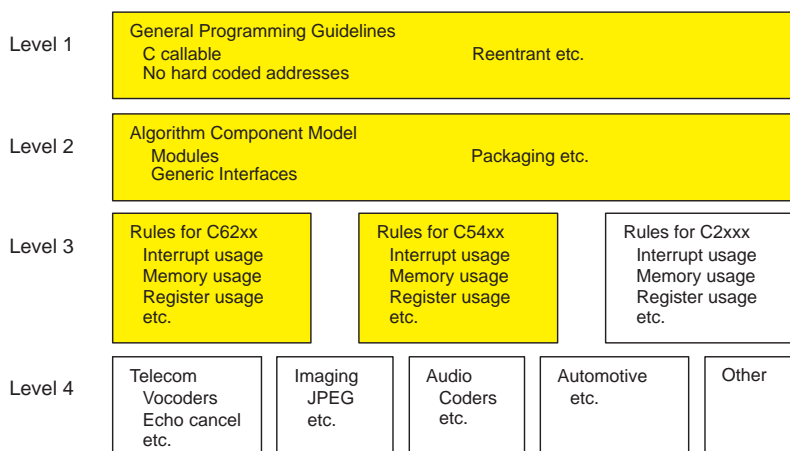 Level 1
General Programming Guidelines
C callable
Reentrant etc.
No hard coded addresses
Level 2
Algorithm Component Model
Modules
Packaging etc.
Generic Interfaces
Level 3
Rules for C62xx
Interrupt usage
Memory usage
Register usage
etc.
Rules for C54xx
Interrupt usage
Memory usage
Register usage
etc.
Rules for C2xxx
Interrupt usage
Memory usage
Register usage
etc.
Level 4
Telecom
Vocoders
Echo cancel
etc.
Imaging
JPEG
etc.
Audio
Coders
etc.
Automotive
etc.
Other